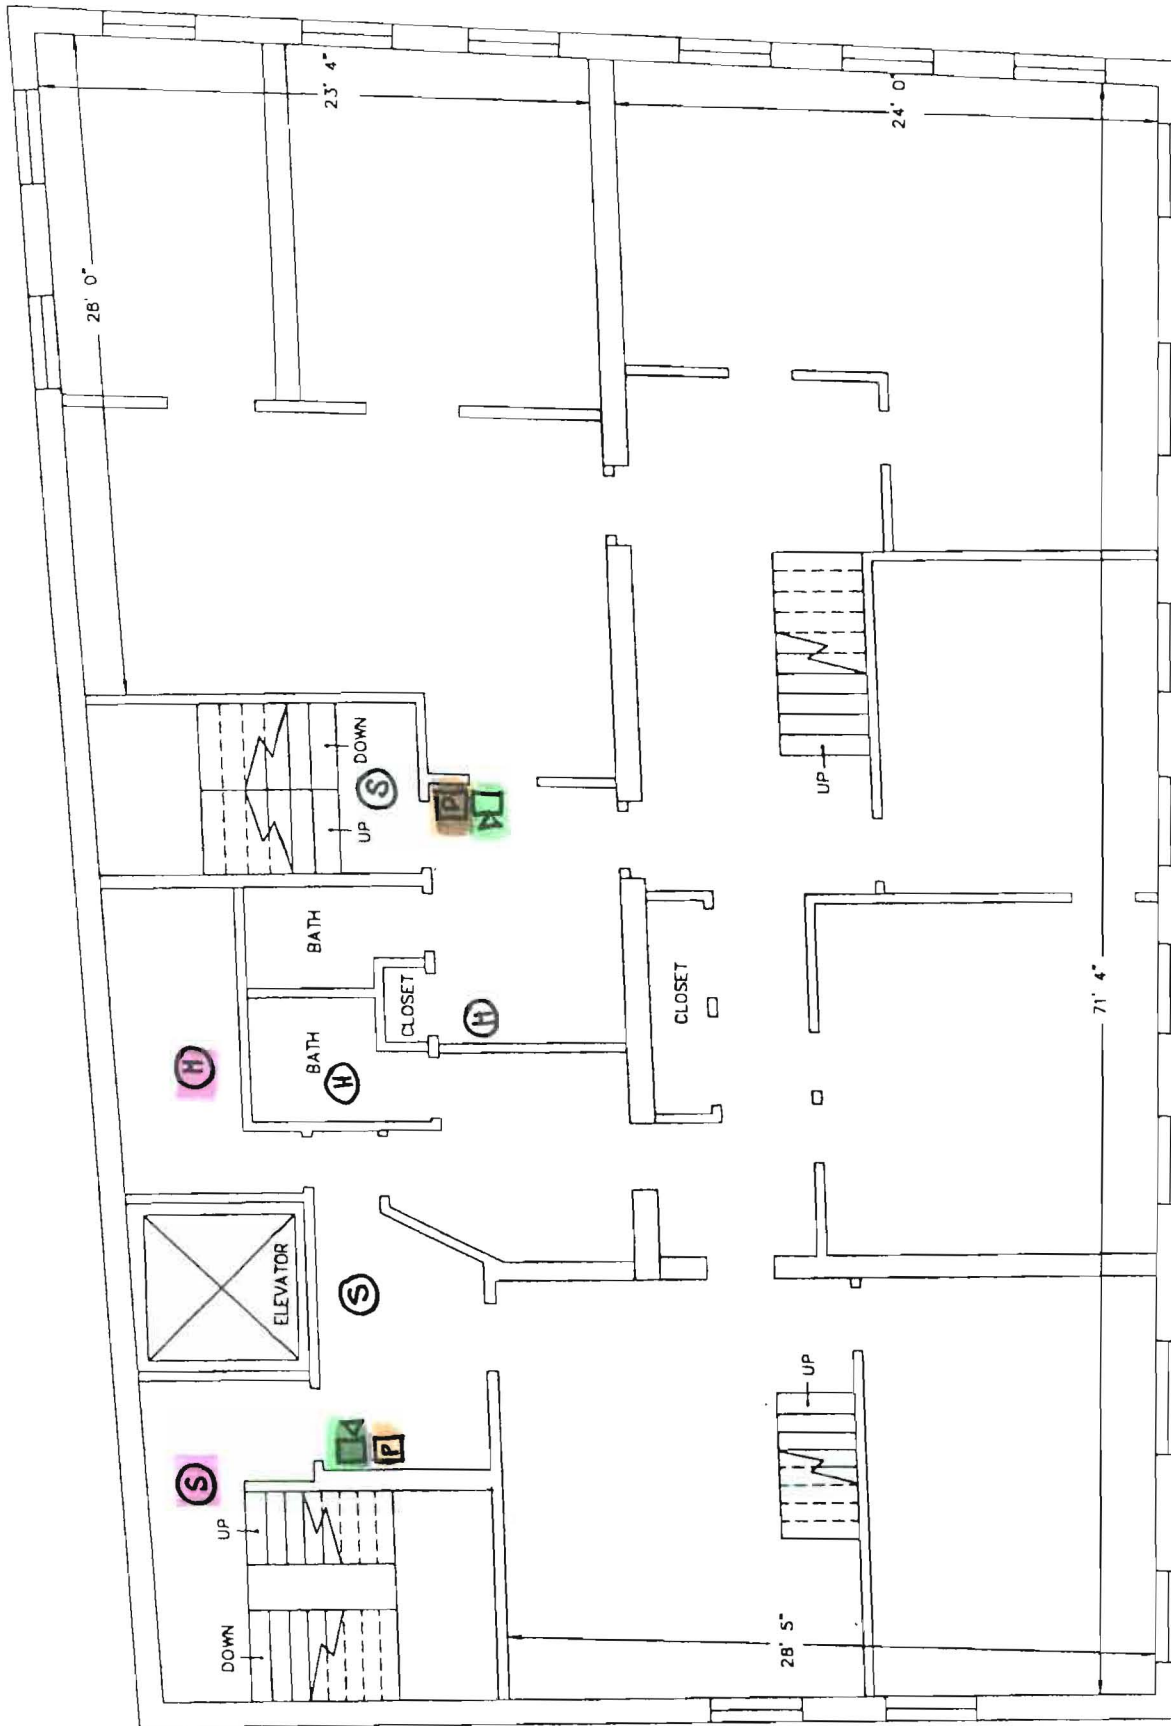 28' 0"
23' 4"
24' 0"
DOWN
UP
S
P
BATH
CLOSET
BATH
H
H
H
CLOSET
UP
71' 4"
ELEVATOR
S
P
S
UP
DOWN
UP
28' 5"